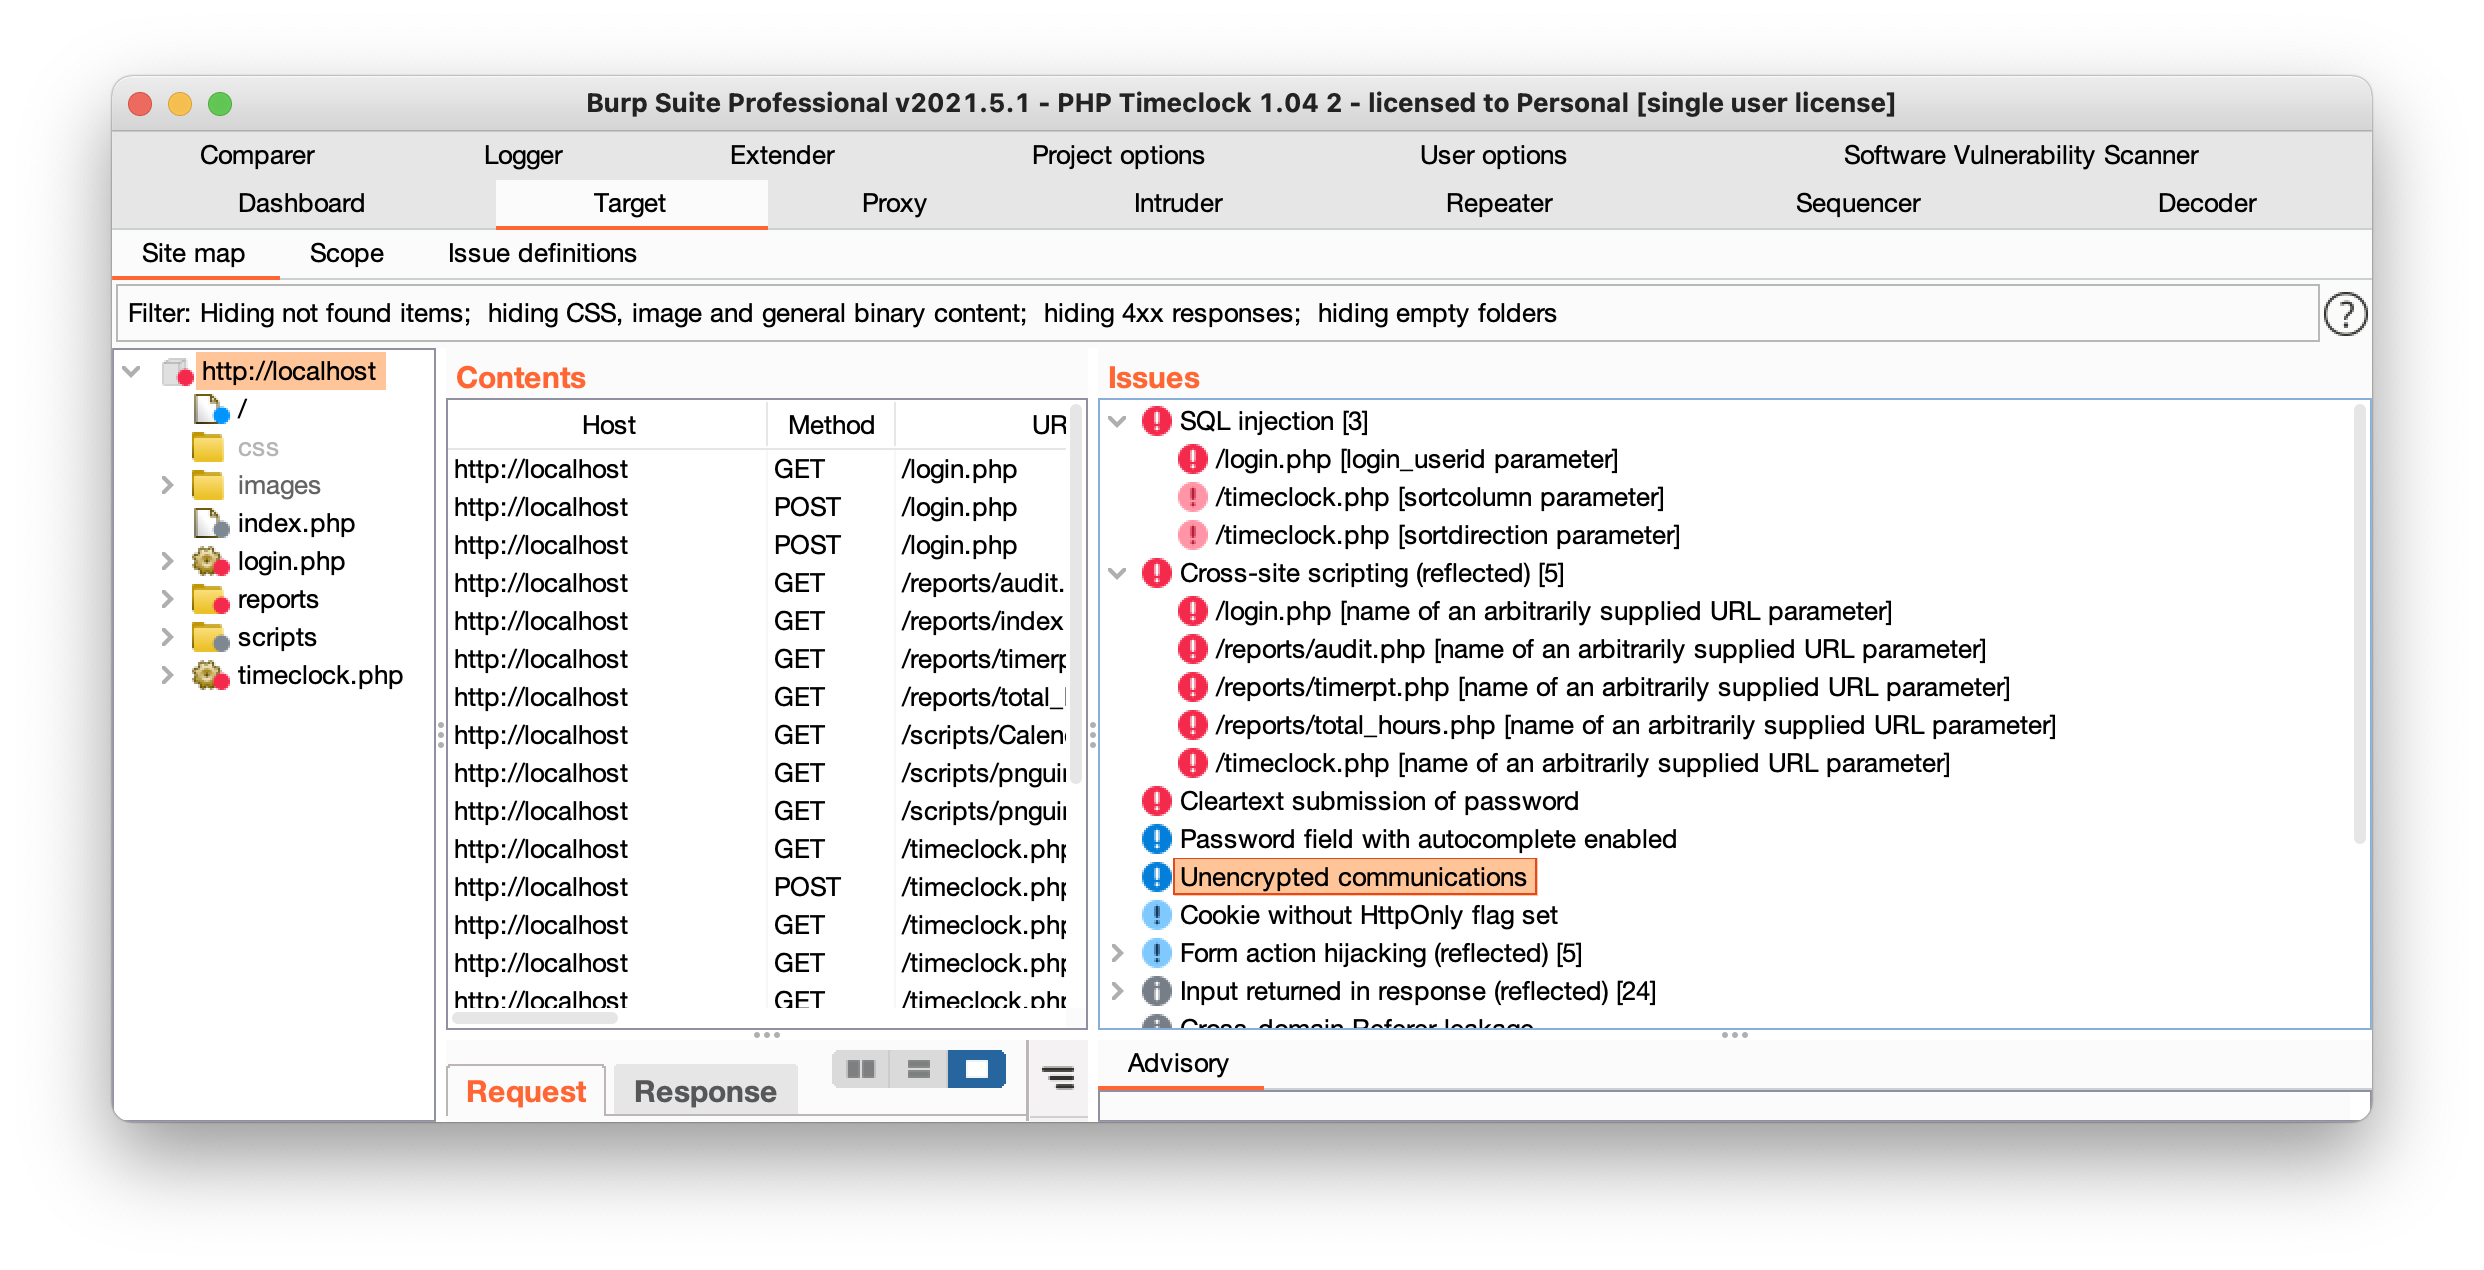 Burp Suite Professional v2021.5.1 - PHP Timeclock 1.04 2 - licensed to Personal [single user license]
Comparer Logger Extender Project options User options Software Vulnerability Scanner
Dashboard Target Proxy Intruder Repeater Sequencer Decoder
Site map Scope Issue definitions
Filter: Hiding not found items; hiding CSS, image and general binary content; hiding 4xx responses; hiding empty folders
?
http://localhost
/
css
images
index.php
login.php
reports
scripts
timeclock.php
Contents
Host Method UR
http://localhost GET /login.php
http://localhost POST /login.php
http://localhost POST /login.php
http://localhost GET /reports/audit.
http://localhost GET /reports/index
http://localhost GET /reports/timerp
http://localhost GET /reports/total_
http://localhost GET /scripts/Calen
http://localhost GET /scripts/pngui
http://localhost GET /scripts/pngui
http://localhost GET /timeclock.php
http://localhost POST /timeclock.php
http://localhost GET /timeclock.php
http://localhost GET /timeclock.php
http://localhost GET /timeclock.php
Request Response
Issues
SQL injection [3]
/login.php [login_userid parameter]
/timeclock.php [sortcolumn parameter]
/timeclock.php [sortdirection parameter]
Cross-site scripting (reflected) [5]
/login.php [name of an arbitrarily supplied URL parameter]
/reports/audit.php [name of an arbitrarily supplied URL parameter]
/reports/timerpt.php [name of an arbitrarily supplied URL parameter]
/reports/total_hours.php [name of an arbitrarily supplied URL parameter]
/timeclock.php [name of an arbitrarily supplied URL parameter]
Cleartext submission of password
Password field with autocomplete enabled
Unencrypted communications
Cookie without HttpOnly flag set
Form action hijacking (reflected) [5]
Input returned in response (reflected) [24]
Cross-domain Referer leakage
Advisory